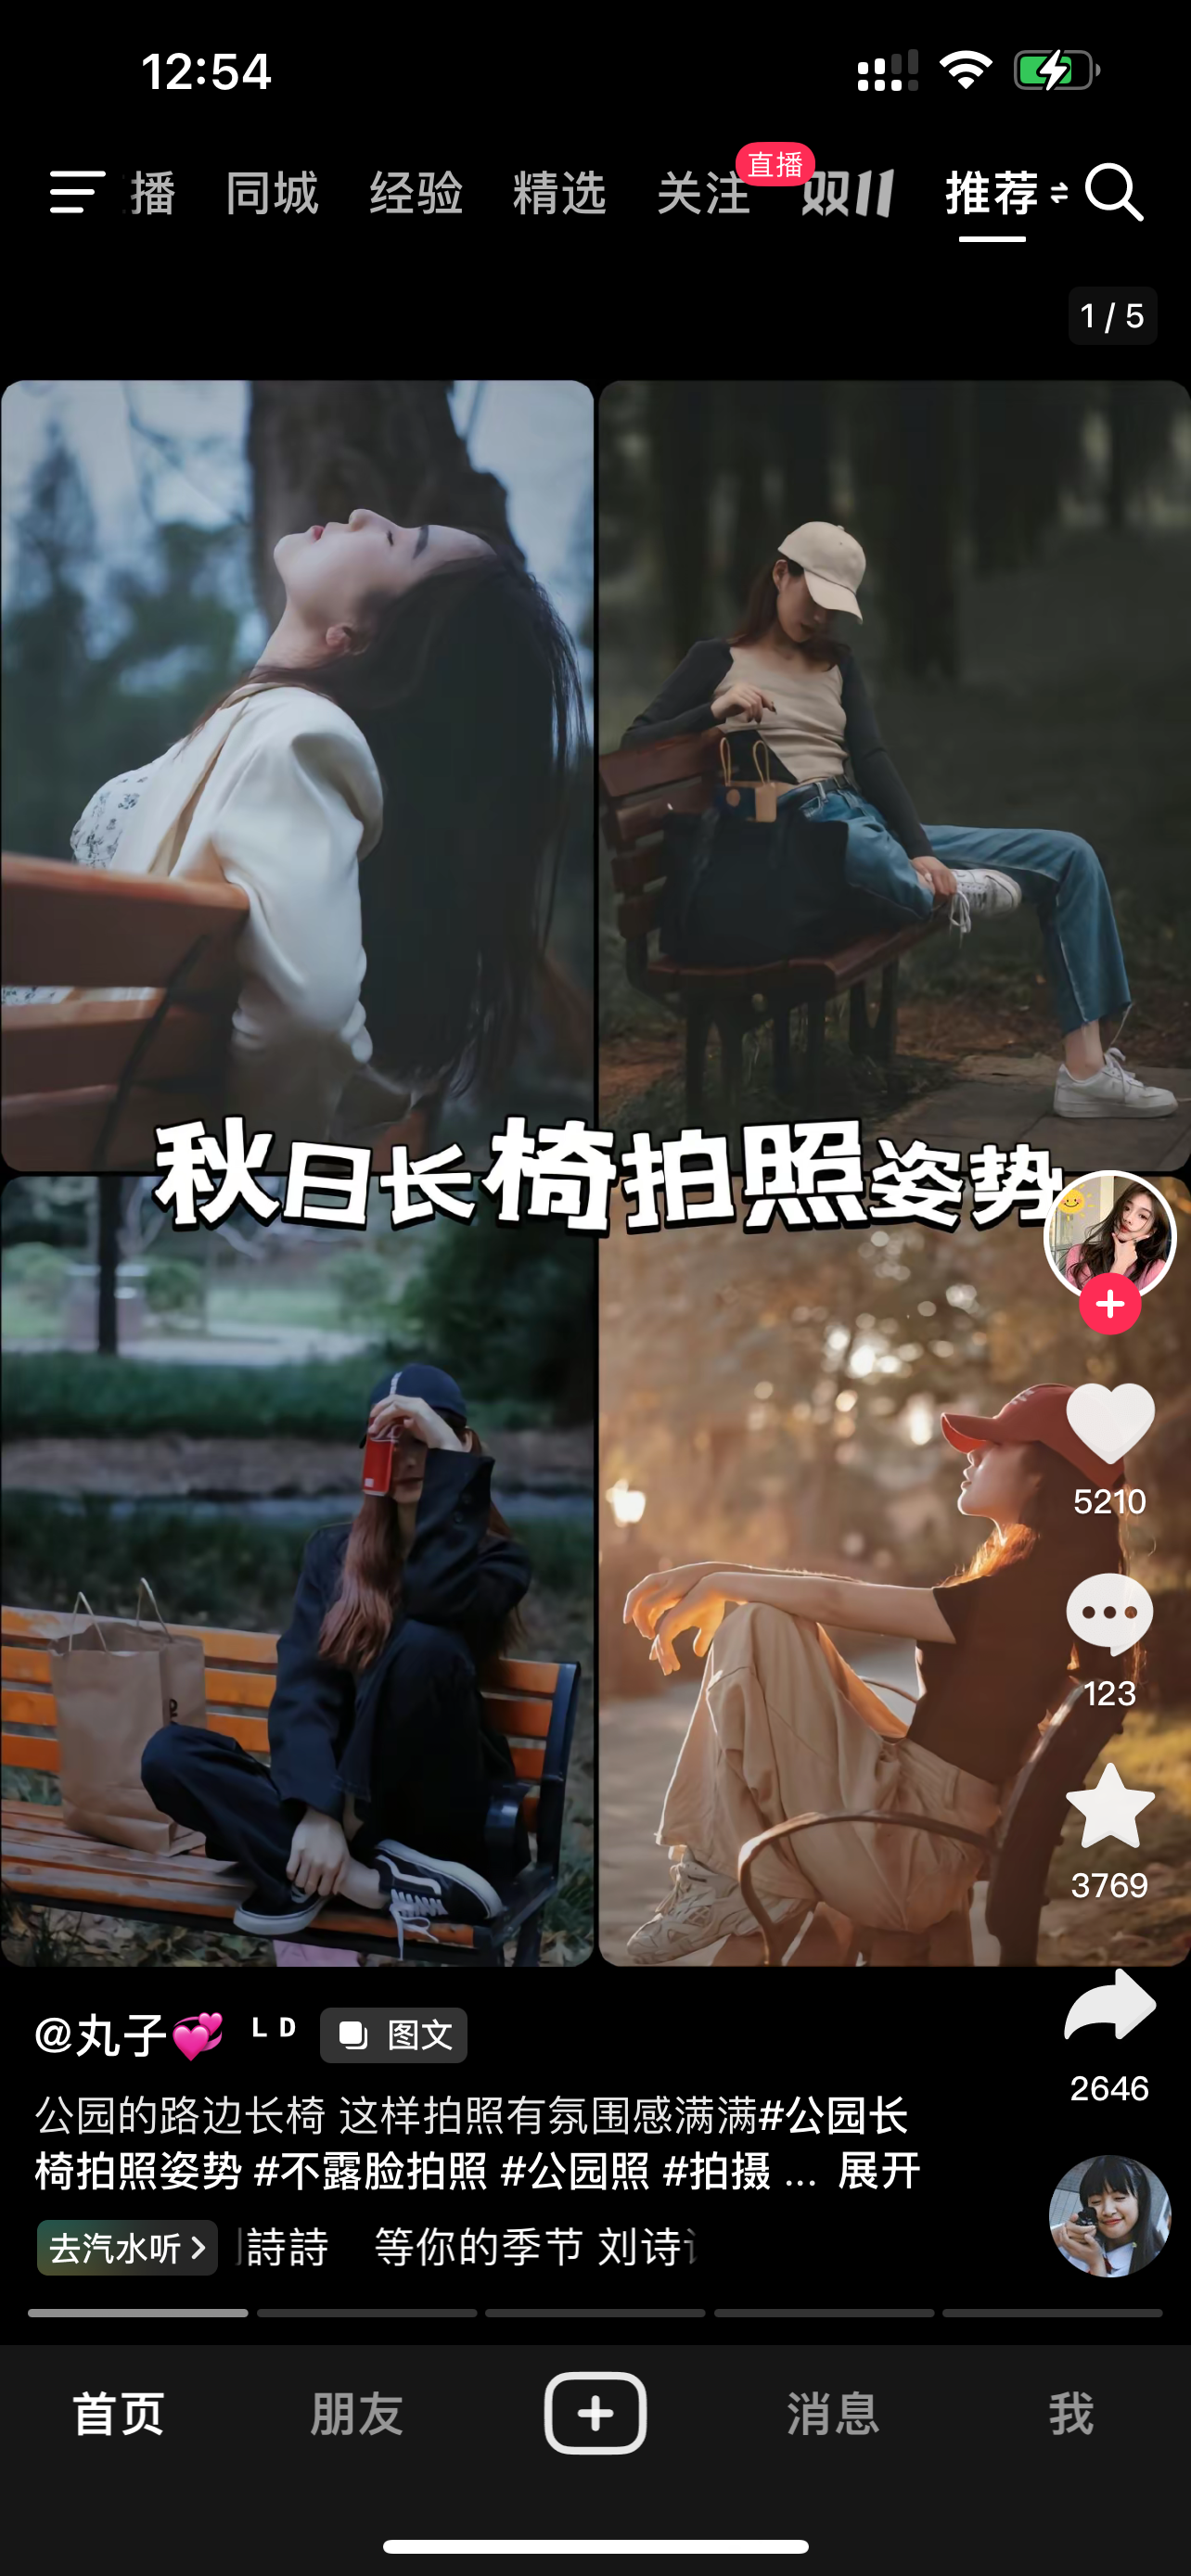 12:54
播 同城 经验 精选 关注 直播 双11 推荐
1 / 5
秋日长椅拍照姿势
5210
123
3769
2646
@丸子💞 ᴸ ᴰ 图文
公园的路边长椅 这样拍照有氛围感满满#公园长
椅拍照姿势 #不露脸拍照 #公园照 #拍摄 ... 展开
去汽水听 詩詩 等你的季节 刘诗
首页 朋友 消息 我